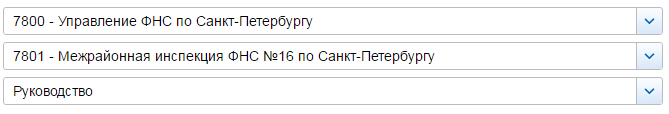 7800 - Управление ФНС по Санкт-Петербургу
7801 - Межрайонная инспекция ФНС №16 по Санкт-Петербургу
Руководство